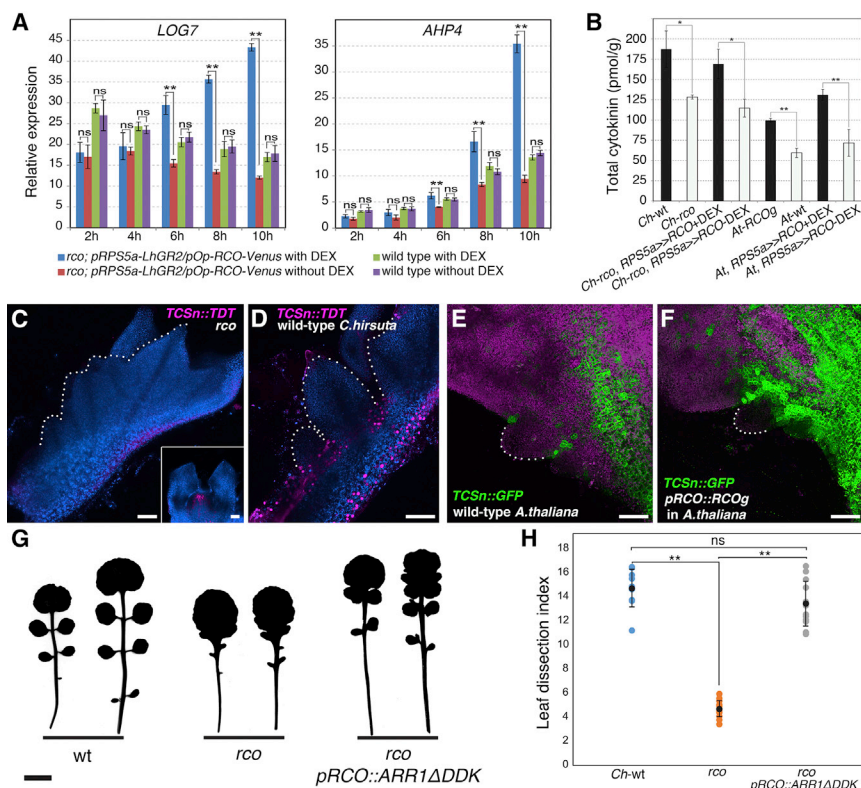 A
LOG7
AHP4
Relative expression
45
40
35
30
25
20
15
10
5
0
35
30
25
20
15
10
5
0
ns
ns
ns
ns
**
ns
**
ns
**
ns
ns
ns
ns
ns
**
ns
**
ns
**
ns
2h 4h 6h 8h 10h
2h 4h 6h 8h 10h
rco; pRPS5a-LhGR2/pOp-RCO-Venus with DEX
wild type with DEX
rco; pRPS5a-LhGR2/pOp-RCO-Venus without DEX
wild type without DEX
B
Total cytokinin (pmol/g)
200
175
150
125
100
75
50
25
0
*
*
**
**
Ch-wt
Ch-rco
Ch-rco, RPS5a>>RCO+DEX
Ch-rco, RPS5a>>RCO-DEX
At-RCOg
At-wt
At, RPS5a>>RCO+DEX
At, RPS5a>>RCO-DEX
C
TCSn::TDT
rco
D
TCSn::TDT
wild-type C.hirsuta
E
TCSn::GFP
wild-type A.thaliana
F
TCSn::GFP
pRCO::RCOg
in A.thaliana
G
wt
rco
rco
pRCO::ARR1ΔDDK
H
Leaf dissection index
18
16
14
12
10
8
6
4
2
0
ns
**
**
Ch-wt
rco
rco
pRCO::ARR1ΔDDK